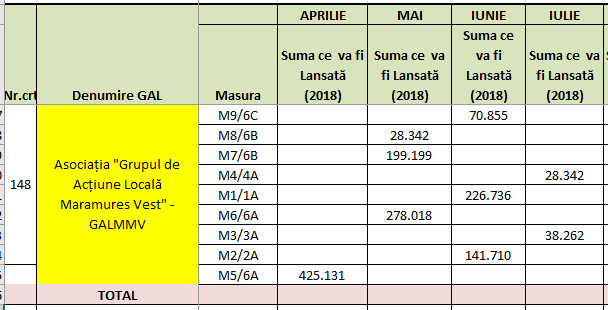 APRILIE MAI IUNIE IULIE
Nr.crt Denumire GAL Masura Suma ce va fi Lansată (2018) Suma ce va fi Lansată (2018) Suma ce va fi Lansată (2018) Suma ce va fi Lansată (2018)
148 Asociația "Grupul de Acțiune Locală Maramures Vest" - GALMMV
M9/6C 70.855
M8/6B 28.342
M7/6B 199.199
M4/4A 28.342
M1/1A 226.736
M6/6A 278.018
M3/3A 38.262
M2/2A 141.710
M5/6A 425.131
TOTAL